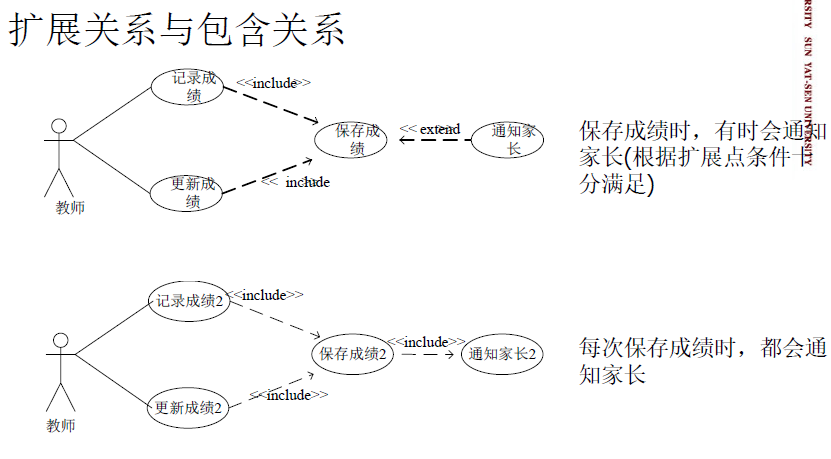 扩展关系与包含关系
RSITY SUN YAT-SEN UNIVERSITY
记录成
绩
<<include>>
保存成
绩
<< extend
通知家
长
更新成
绩
<< include
教师
保存成绩时，有时会通知
家长(根据扩展点条件十
分满足)
记录成绩2
<<include>>
保存成绩2
<<include>>
通知家长2
更新成绩2
<<include>>
教师
每次保存成绩时，都会通
知家长